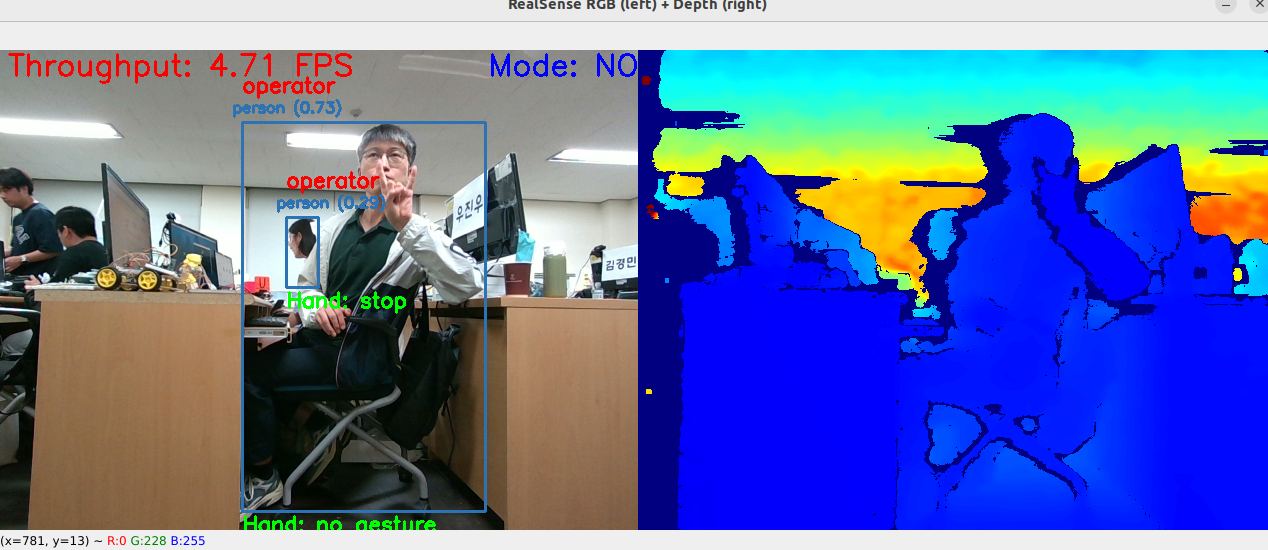 RealSense RGB (left) + Depth (right)
Throughput: 4.71 FPS
Mode: NO
operator
person (0.73)
operator
person (0.29)
우진우
김경민
Hand: stop
Hand: no gesture
(x=781, y=13) ~ R:0 G:228 B:255